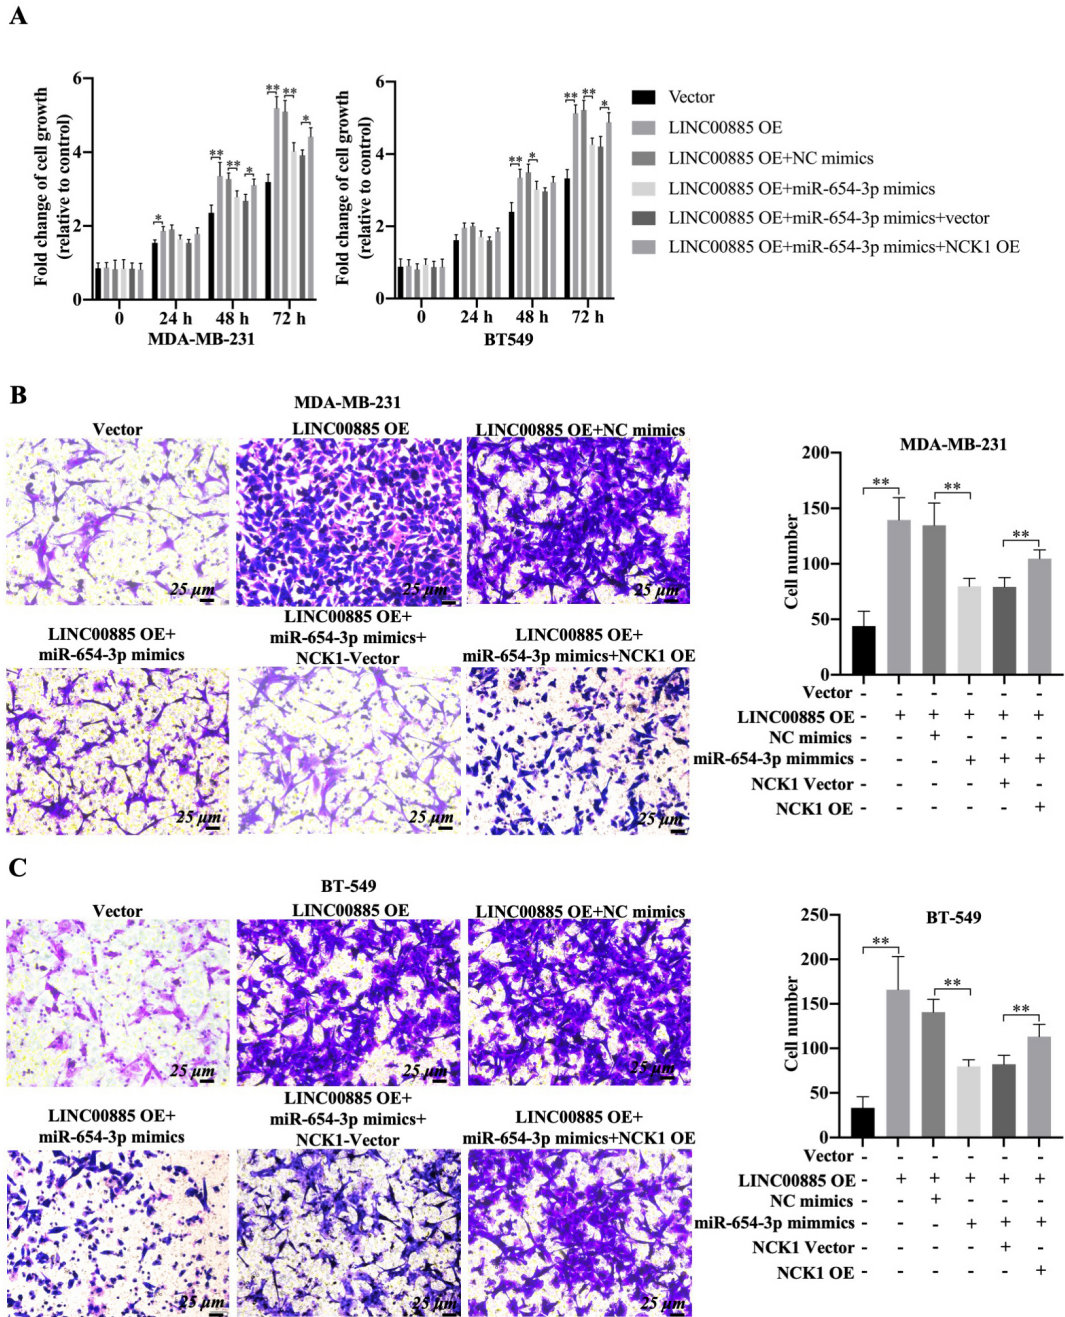 A
Fold change of cell growth
(relative to control)
6
4
2
0
** ** *
** ** *
*
0 24 h 48 h 72 h
MDA-MB-231
Fold change of cell growth
(relative to control)
6
4
2
0
** ** *
** *
0 24 h 48 h 72 h
BT549
Vector
LINC00885 OE
LINC00885 OE+NC mimics
LINC00885 OE+miR-654-3p mimics
LINC00885 OE+miR-654-3p mimics+vector
LINC00885 OE+miR-654-3p mimics+NCK1 OE
B
MDA-MB-231
Vector
LINC00885 OE
LINC00885 OE+NC mimics
25 µm
25 µm
25 µm
LINC00885 OE+
miR-654-3p mimics
LINC00885 OE+
miR-654-3p mimics+
NCK1-Vector
LINC00885 OE+
miR-654-3p mimics+NCK1 OE
25 µm
25 µm
25 µm
MDA-MB-231
Cell number
200
150
100
50
0
** ** **
Vector - - - - - -
LINC00885 OE - + + + + +
NC mimics - - + - - -
miR-654-3p mimmics - - - + + +
NCK1 Vector - - - - + -
NCK1 OE - - - - - +
C
BT-549
Vector
LINC00885 OE
LINC00885 OE+NC mimics
25 µm
25 µm
25 µm
LINC00885 OE+
miR-654-3p mimics
LINC00885 OE+
miR-654-3p mimics+
NCK1-Vector
LINC00885 OE+
miR-654-3p mimics+NCK1 OE
25 µm
25 µm
25 µm
BT-549
Cell number
250
200
150
100
50
0
** ** **
Vector - - - - - -
LINC00885 OE - + + + + +
NC mimics - - + - - -
miR-654-3p mimmics - - - + + +
NCK1 Vector - - - - + -
NCK1 OE - - - - - +